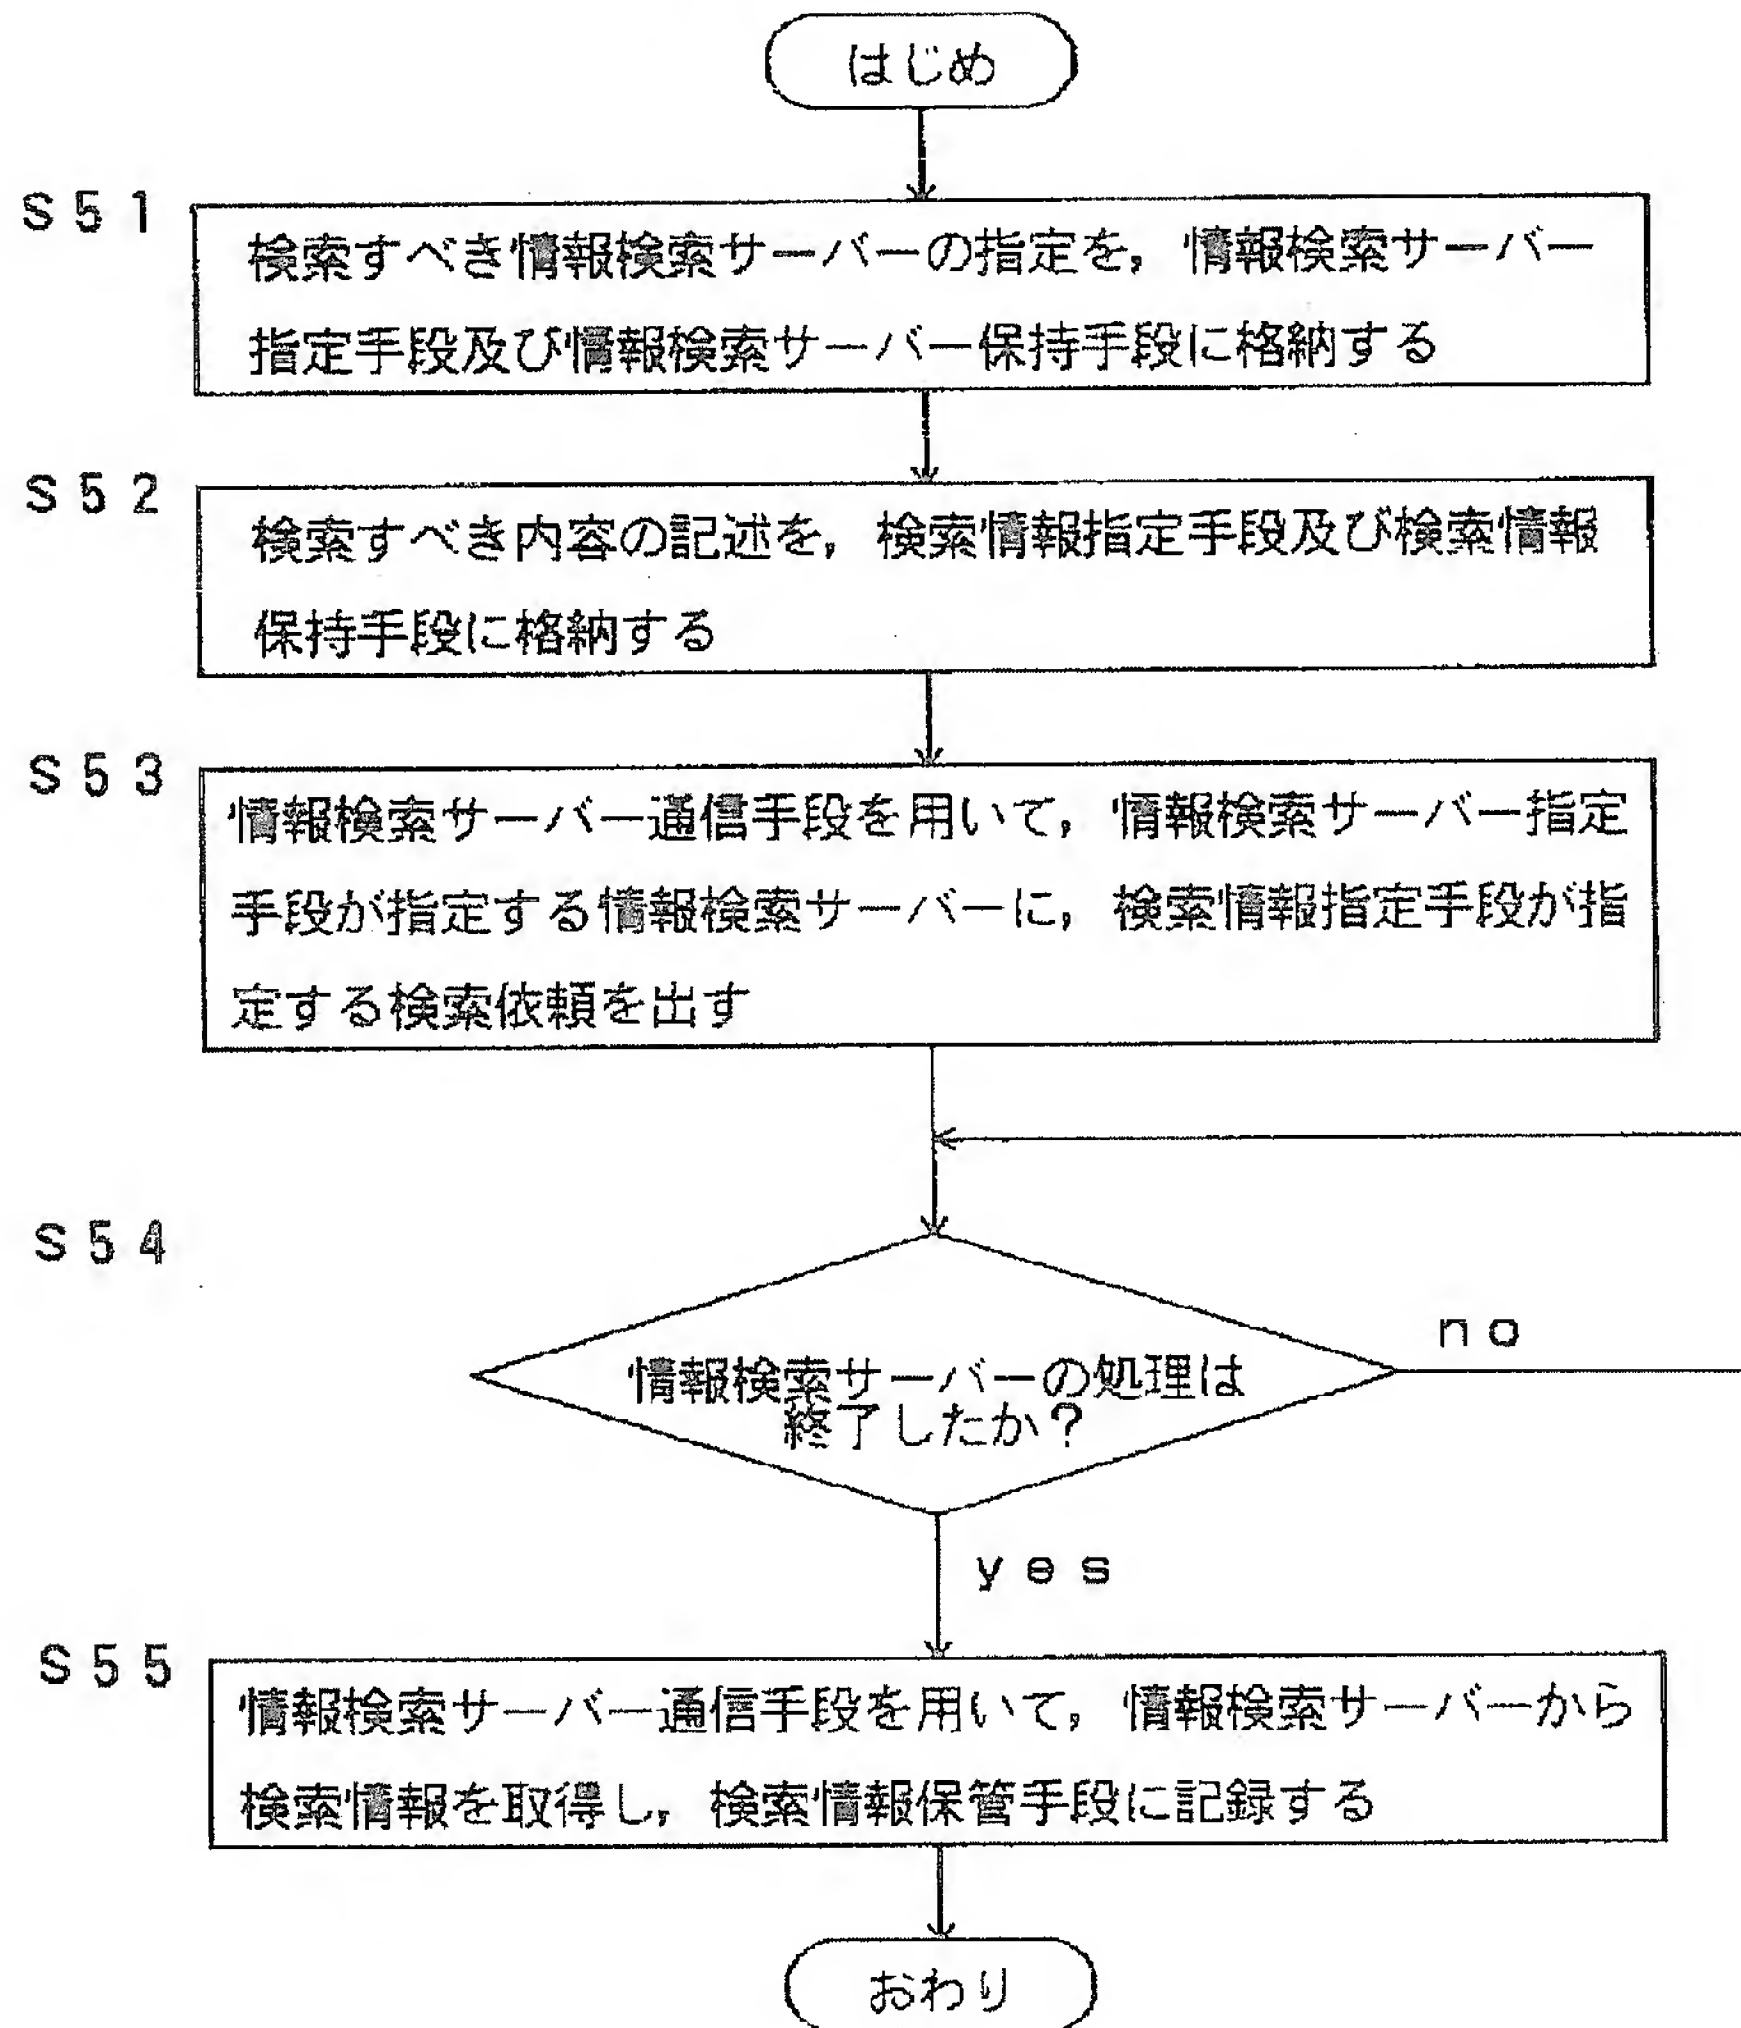 はじめ
S51
検索すべき情報検索サーバーの指定を，情報検索サーバー
指定手段及び情報検索サーバー保持手段に格納する
S52
検索すべき内容の記述を，検索情報指定手段及び検索情報
保持手段に格納する
S53
情報検索サーバー通信手段を用いて，情報検索サーバー指定
手段が指定する情報検索サーバーに，検索情報指定手段が指
定する検索依頼を出す
S54
情報検索サーバーの処理は
終了したか？
no
yes
S55
情報検索サーバー通信手段を用いて，情報検索サーバーから
検索情報を取得し，検索情報保管手段に記録する
おわり